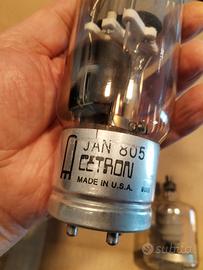 JAN 805
CETRON
MADE IN U.S.A.
subito